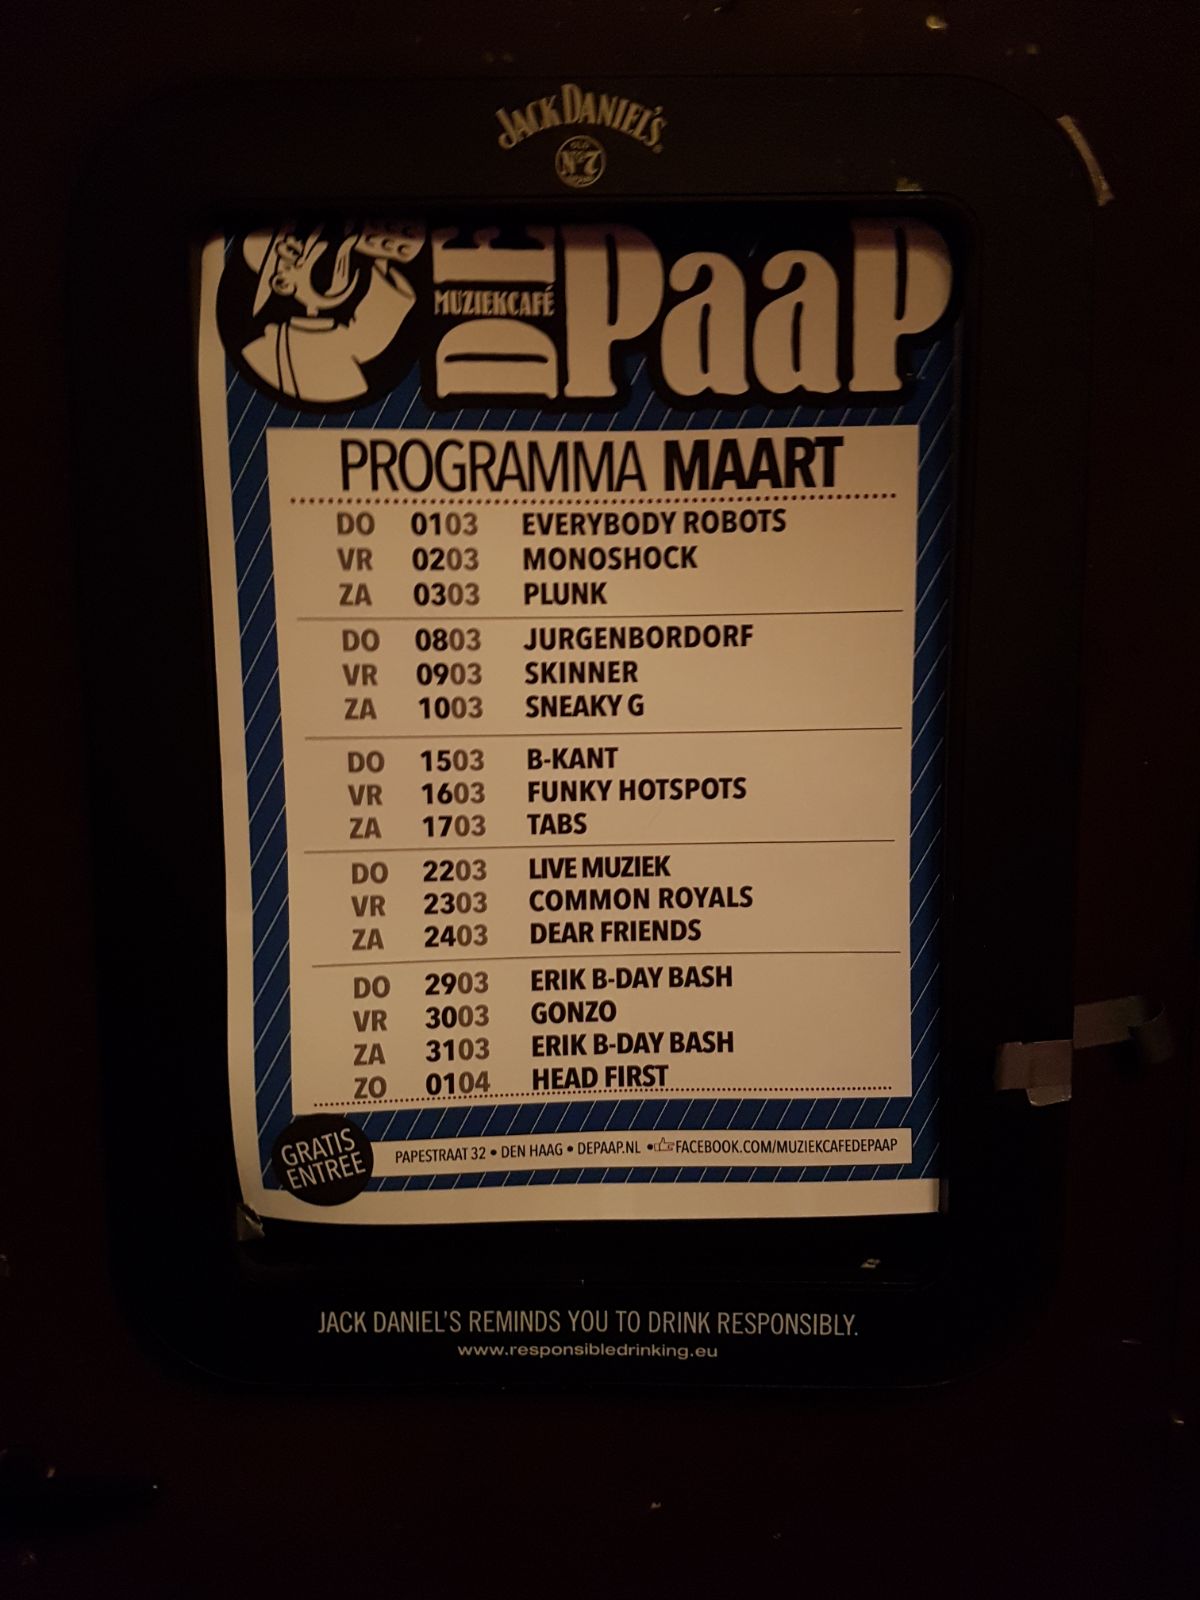 JACK DANIEL'S
OLD
Nº7
MUZIEKCAFÉ
DE PAAP
PROGRAMMA MAART
DO 0103 EVERYBODY ROBOTS
VR 0203 MONOSHOCK
ZA 0303 PLUNK
DO 0803 JURGENBORDORF
VR 0903 SKINNER
ZA 1003 SNEAKY G
DO 1503 B-KANT
VR 1603 FUNKY HOTSPOTS
ZA 1703 TABS
DO 2203 LIVE MUZIEK
VR 2303 COMMON ROYALS
ZA 2403 DEAR FRIENDS
DO 2903 ERIK B-DAY BASH
VR 3003 GONZO
ZA 3103 ERIK B-DAY BASH
ZO 0104 HEAD FIRST
GRATIS
ENTREE
PAPESTRAAT 32 • DEN HAAG • DEPAAP.NL • FACEBOOK.COM/MUZIEKCAFEDEPAAP
JACK DANIEL'S REMINDS YOU TO DRINK RESPONSIBLY.
www.responsibledrinking.eu